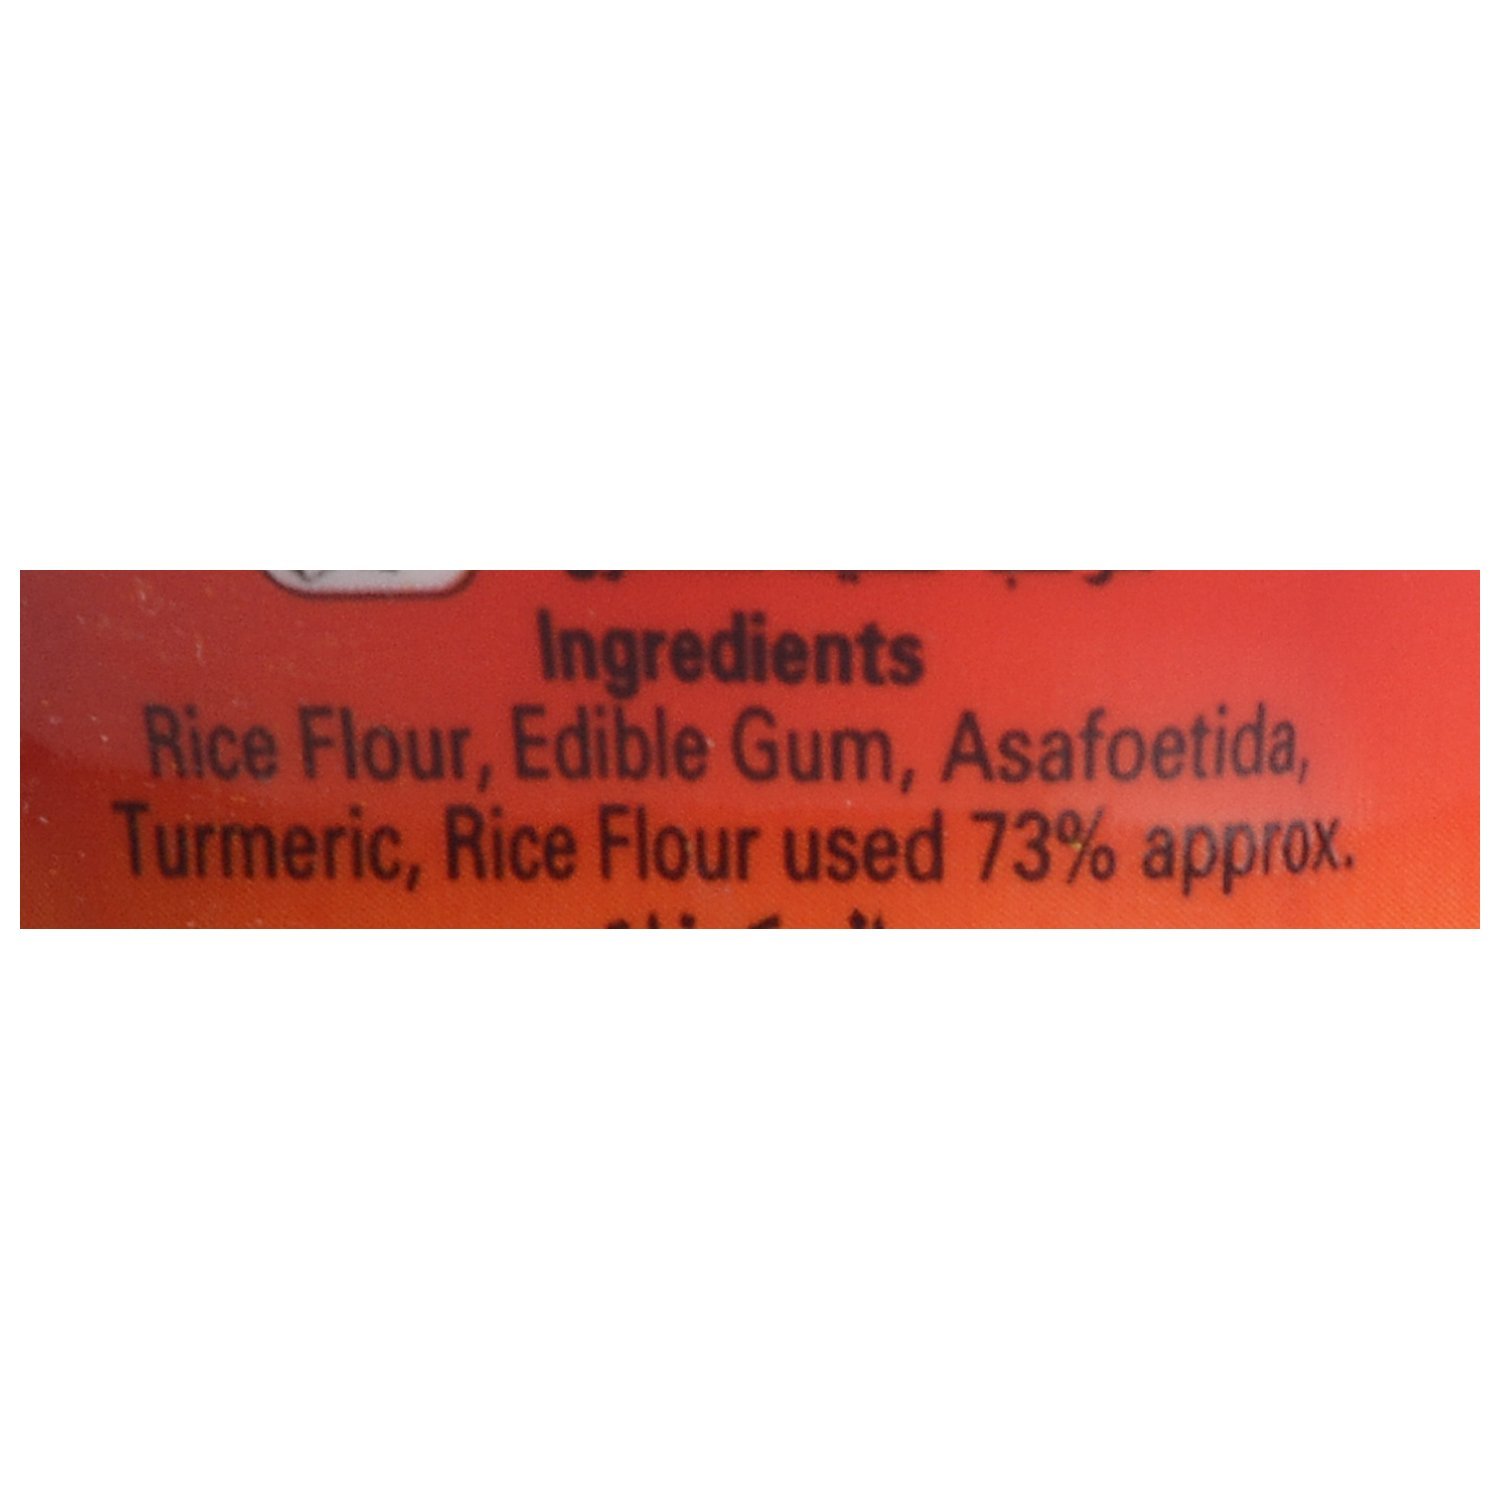 Ingredients
Rice Flour, Edible Gum, Asafoetida,
Turmeric, Rice Flour used 73% approx.